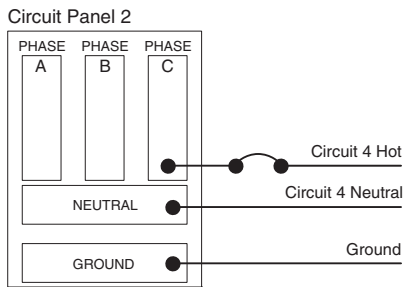 Circuit Panel 2
PHASE PHASE PHASE
A B C
Circuit 4 Hot
Circuit 4 Neutral
NEUTRAL
Ground
GROUND